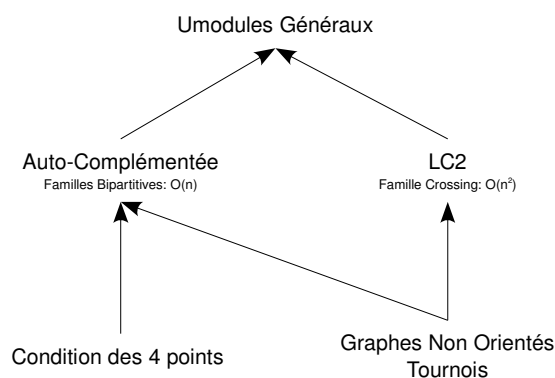 Umodules Généraux
Auto-Complémentée
Familles Bipartitives: O(n)
LC2
Famille Crossing: O(n²)
Condition des 4 points
Graphes Non Orientés
Tournois